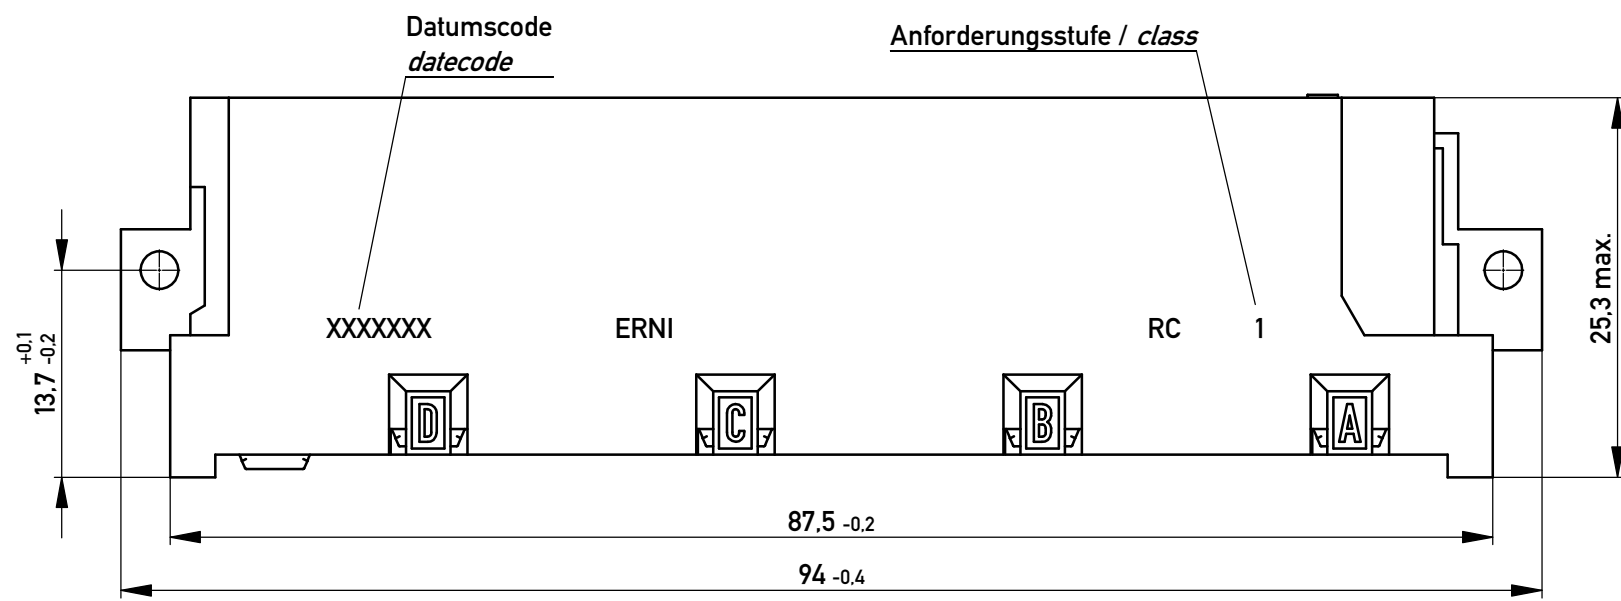 Datumscode
datecode
Anforderungsstufe / class
25,3 max.
+0,1
13,7 -0,2
XXXXXXX ERNI RC 1
D C B A
87,5 -0,2
94 -0,4